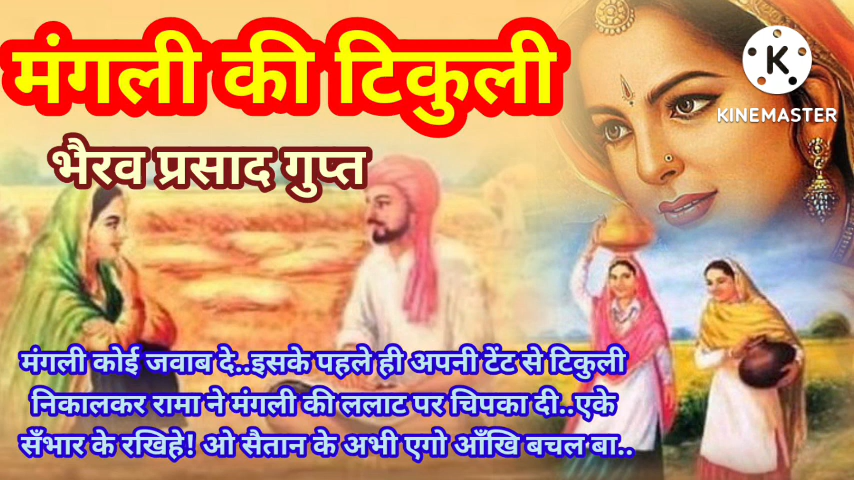 मंगली की टिकुली
भैरव प्रसाद गुप्त
KINEMASTER
मंगली कोई जवाब दे..इसके पहले ही अपनी टेंट से टिकुली
निकालकर रामा ने मंगली की ललाट पर चिपका दी..एके
सँभार के रखिहे! ओ सैतान के अभी एगो आँखि बचल बा..